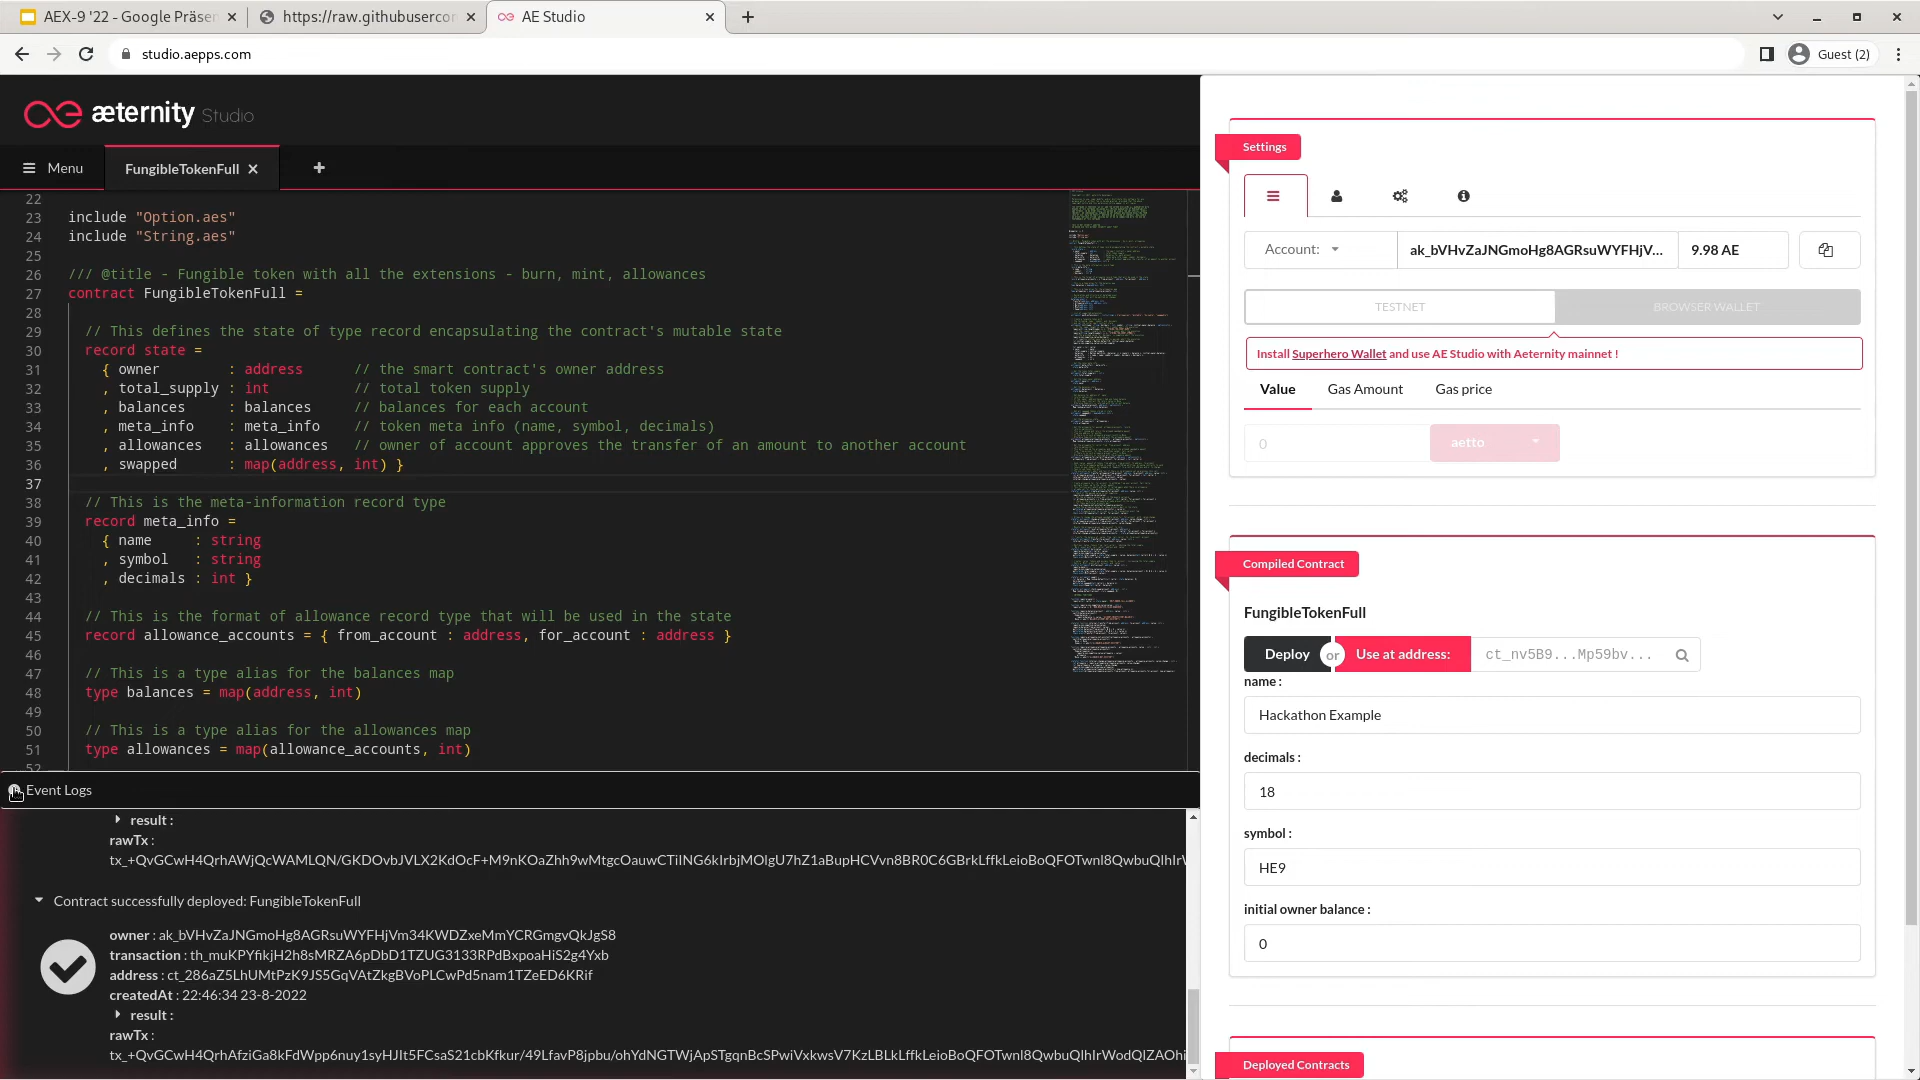 AEX-9 '22 - Google Präser
https://raw.githubusercon
AE Studio
studio.aepps.com
Guest (2)
æternity Studio
Menu
FungibleTokenFull
22
23 include "Option.aes"
24 include "String.aes"
25
26 /// @title - Fungible token with all the extensions - burn, mint, allowances
27 contract FungibleTokenFull =
28
29 // This defines the state of type record encapsulating the contract's mutable state
30 record state =
31 { owner : address // the smart contract's owner address
32 , total_supply : int // total token supply
33 , balances : balances // balances for each account
34 , meta_info : meta_info // token meta info (name, symbol, decimals)
35 , allowances : allowances // owner of account approves the transfer of an amount to another account
36 , swapped : map(address, int) }
37
38 // This is the meta-information record type
39 record meta_info =
40 { name : string
41 , symbol : string
42 , decimals : int }
43
44 // This is the format of allowance record type that will be used in the state
45 record allowance_accounts = { from_account : address, for_account : address }
46
47 // This is a type alias for the balances map
48 type balances = map(address, int)
49
50 // This is a type alias for the allowances map
51 type allowances = map(allowance_accounts, int)
52
Event Logs
result :
rawTx :
Contract successfully deployed: FungibleTokenFull
owner : ak_bVHvZaJNGmoHg8AGRsuWYFHjVm34KWDZxeMmYCRGmgvQkJgS8
transaction : th_muKPYfikjH2h8sMRZA6pDbD1TZUG3133RPdBxpoaHiS2g4Yxb
address : ct_286aZ5LhUMtPzK9JS5GqVAtZkgBVoPLCwPd5nam1TZeED6KRif
createdAt : 22:46:34 23-8-2022
result :
rawTx :
Settings
Account:
ak_bVHvZaJNGmoHg8AGRsuWYFHjV...
9.98 AE
TESTNET
BROWSER WALLET
Install Superhero Wallet and use AE Studio with Aeternity mainnet !
Value
Gas Amount
Gas price
0
aetto
Compiled Contract
FungibleTokenFull
Deploy
or
Use at address:
ct_nv5B9...Mp59bv...
name :
Hackathon Example
decimals :
18
symbol :
HE9
initial owner balance :
0
Deployed Contracts